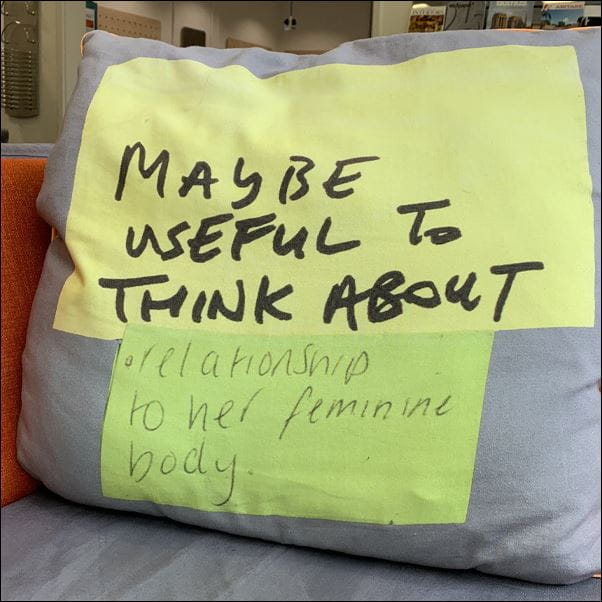 MAYBE
USEFUL TO
THINK ABOUT
• relationship
to her feminine
body.